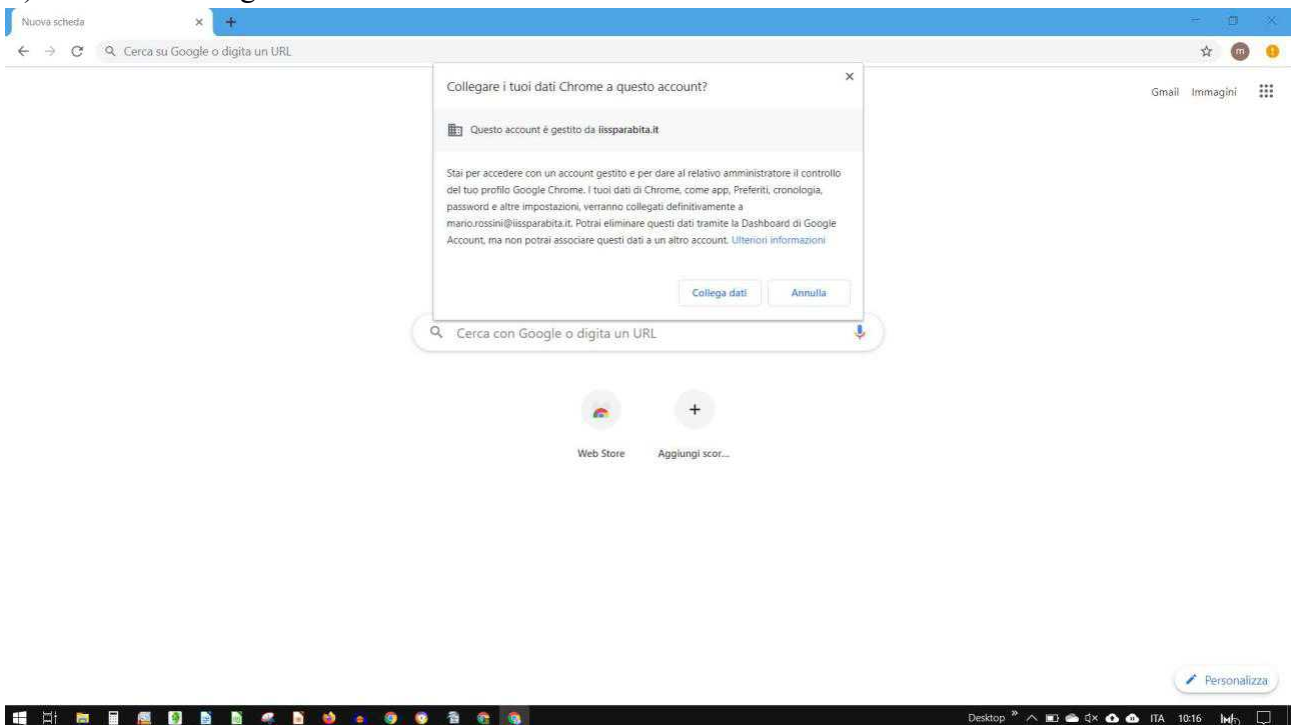 Nuova scheda
Cerca su Google o digita un URL
m
Collegare i tuoi dati Chrome a questo account?
Gmail Immagini
Questo account è gestito da iissparabita.it
Stai per accedere con un account gestito e per dare al relativo amministratore il controllo
del tuo profilo Google Chrome. I tuoi dati di Chrome, come app, Preferiti, cronologia,
password e altre impostazioni, verranno collegati definitivamente a
mario.rossini@iissparabita.it. Potrai eliminare questi dati tramite la Dashboard di Google
Account, ma non potrai associare questi dati a un altro account. Ulteriori informazioni
Collega dati Annulla
Cerca con Google o digita un URL
Web Store Aggiungi scor...
Personalizza
Desktop » ITA 10:16